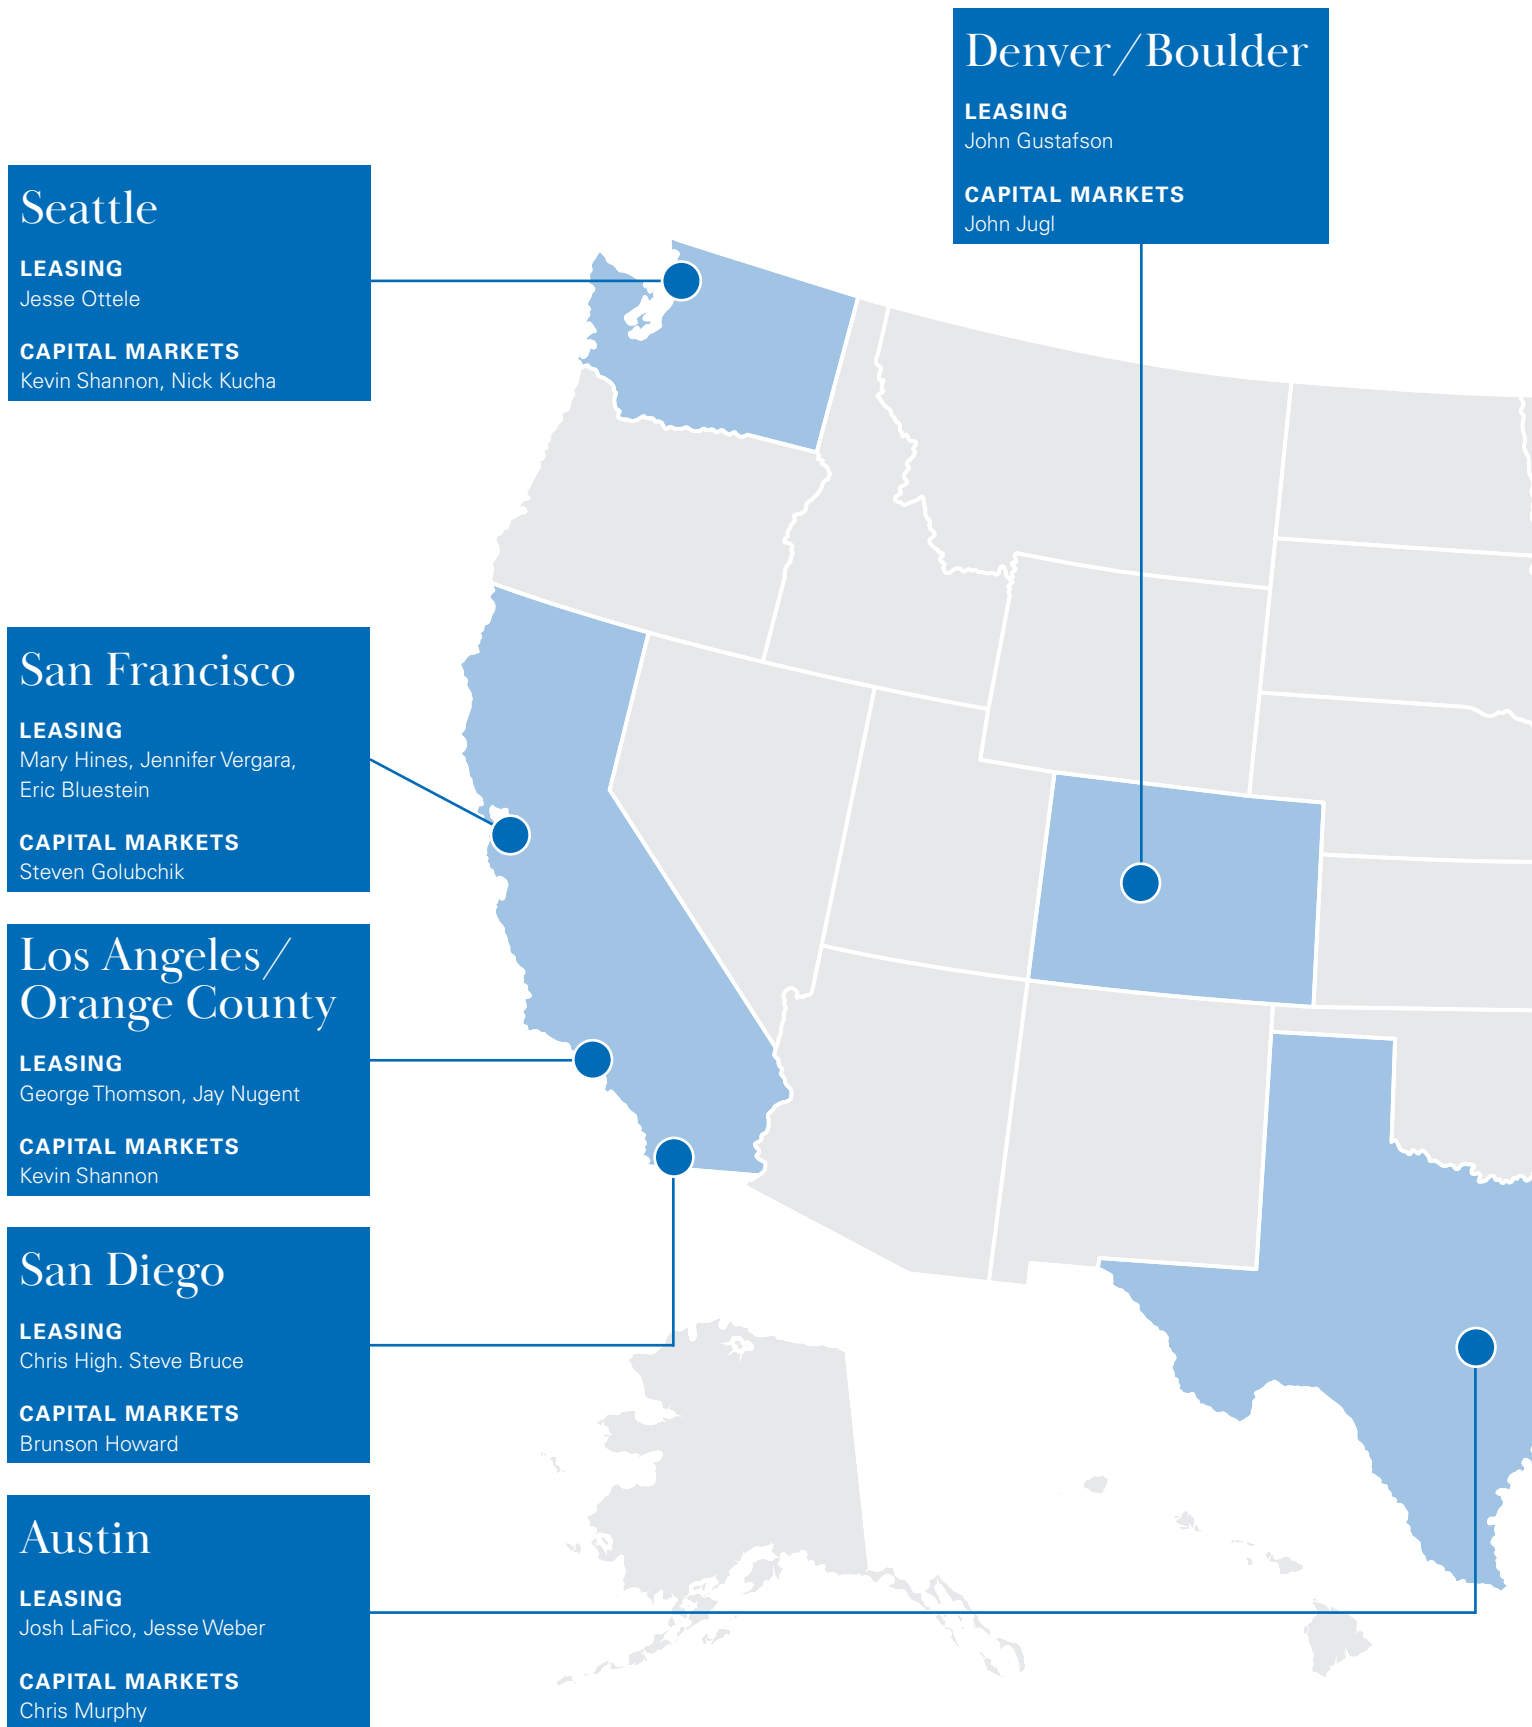 Denver/Boulder
LEASING
John Gustafson
CAPITAL MARKETS
John Jugl
Seattle
LEASING
Jesse Ottele
CAPITAL MARKETS
Kevin Shannon, Nick Kucha
San Francisco
LEASING
Mary Hines, Jennifer Vergara,
Eric Bluestein
CAPITAL MARKETS
Steven Golubchik
Los Angeles/
Orange County
LEASING
George Thomson, Jay Nugent
CAPITAL MARKETS
Kevin Shannon
San Diego
LEASING
Chris High. Steve Bruce
CAPITAL MARKETS
Brunson Howard
Austin
LEASING
Josh LaFico, Jesse Weber
CAPITAL MARKETS
Chris Murphy